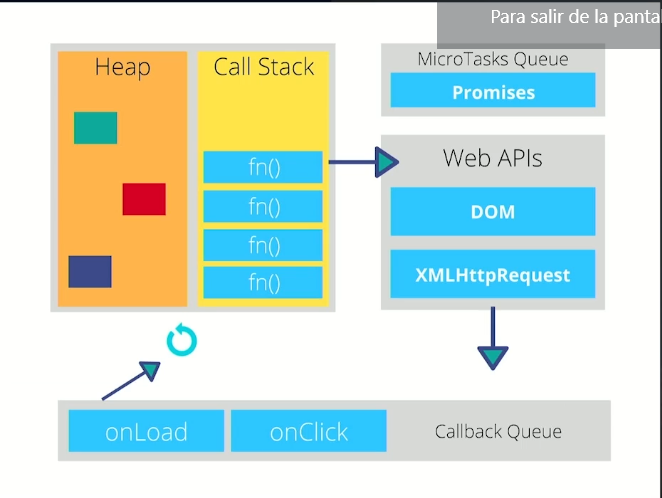 Para salir de la panta
Heap
Call Stack
fn()
fn()
fn()
fn()
MicroTasks Queue
Promises
Web APIs
DOM
XMLHttpRequest
onLoad
onClick
Callback Queue